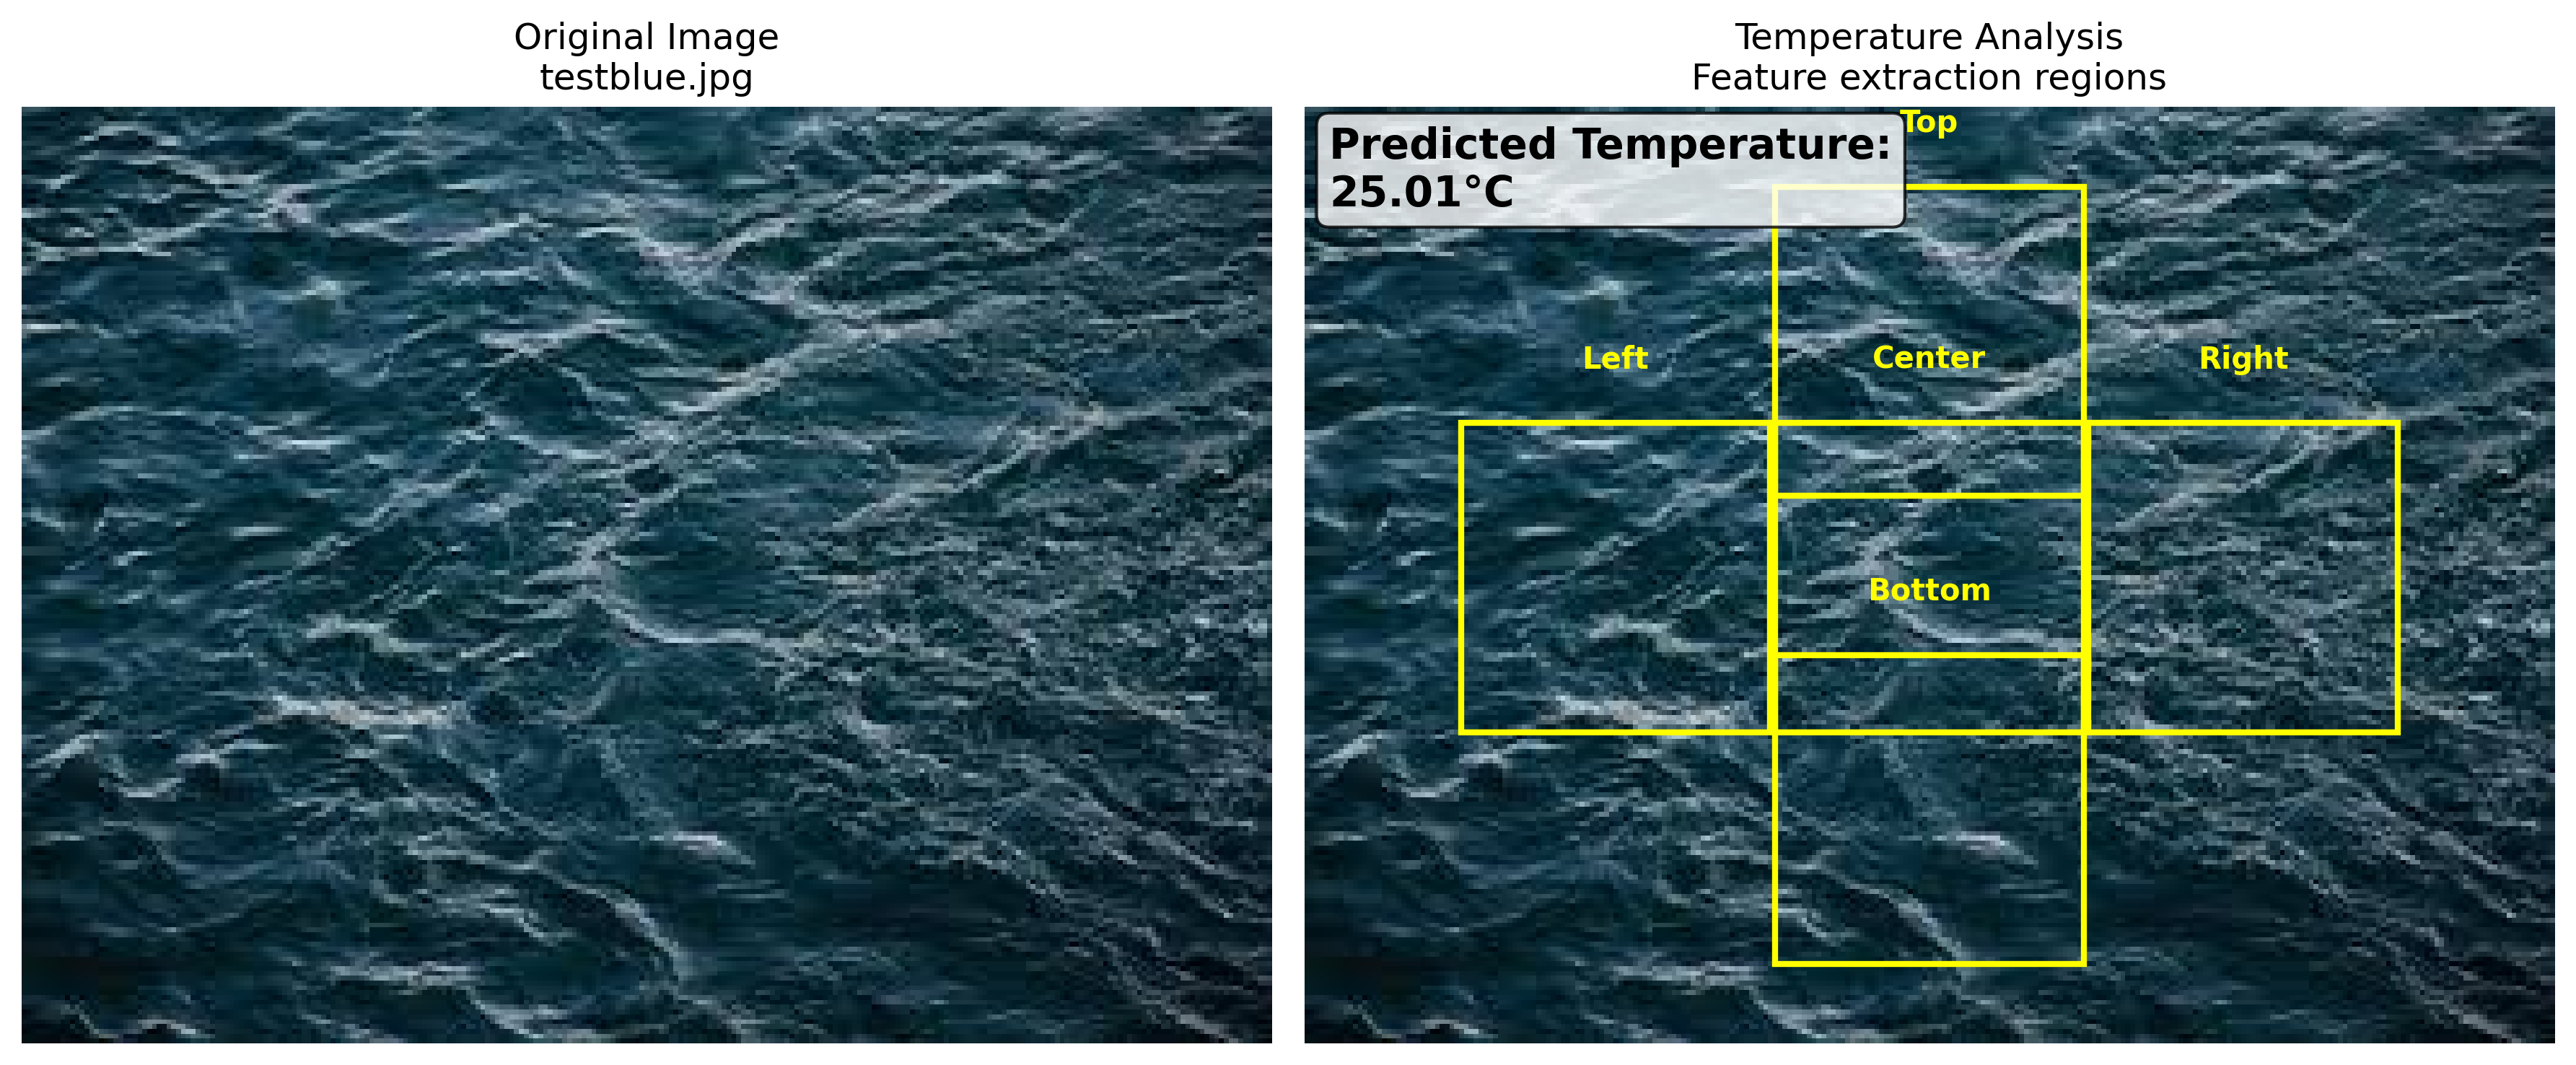 Original Image
testblue.jpg
Temperature Analysis
Feature extraction regions
Top
Predicted Temperature:
25.01°C
Left
Center
Right
Bottom